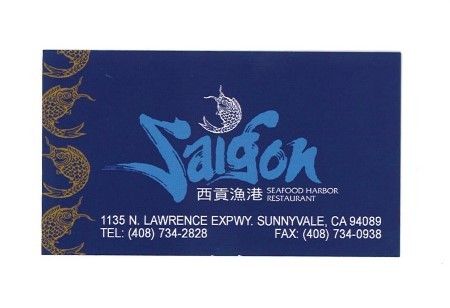 Saigon
西貢漁港 SEAFOOD HARBOR
RESTAURANT
1135 N. LAWRENCE EXPWY. SUNNYVALE, CA 94089
TEL: (408) 734-2828 FAX: (408) 734-0938